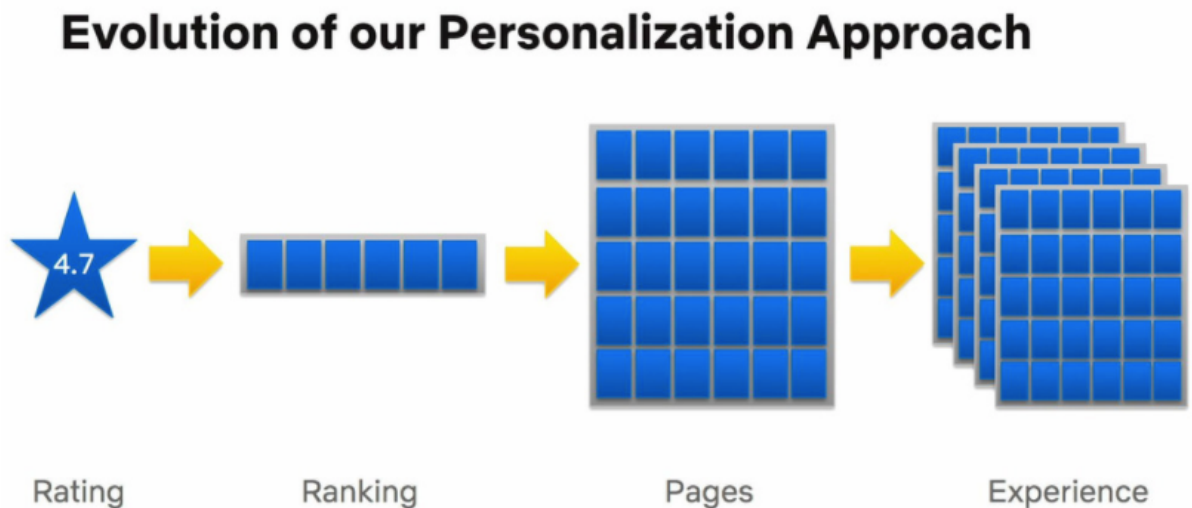 Evolution of our Personalization Approach
4.7
Rating
Ranking
Pages
Experience